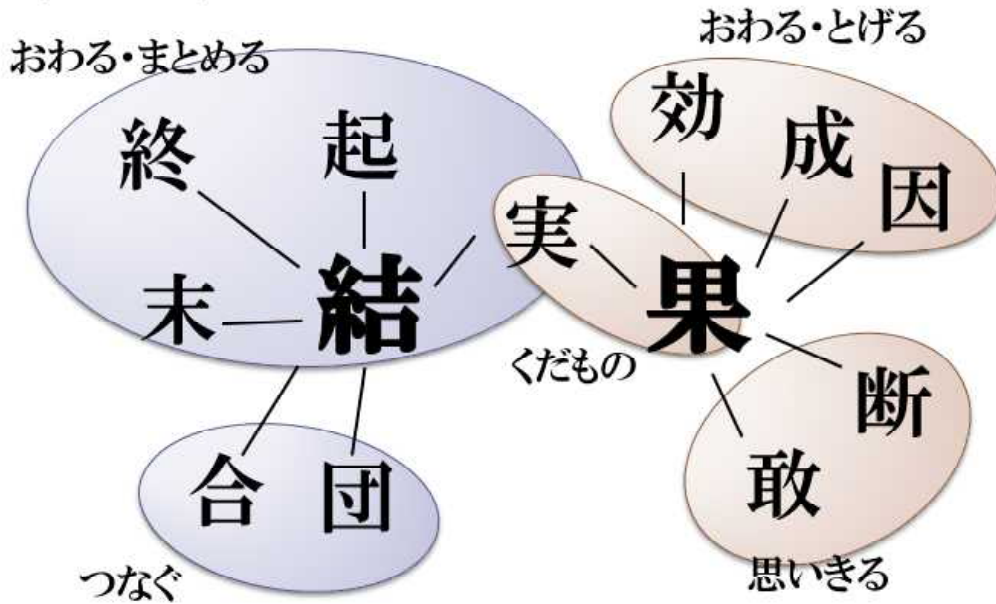 おわる・まとめる
おわる・とげる
終
起
効
成
因
実
末
結
果
くだもの
断
敢
合
団
つなぐ
思いきる